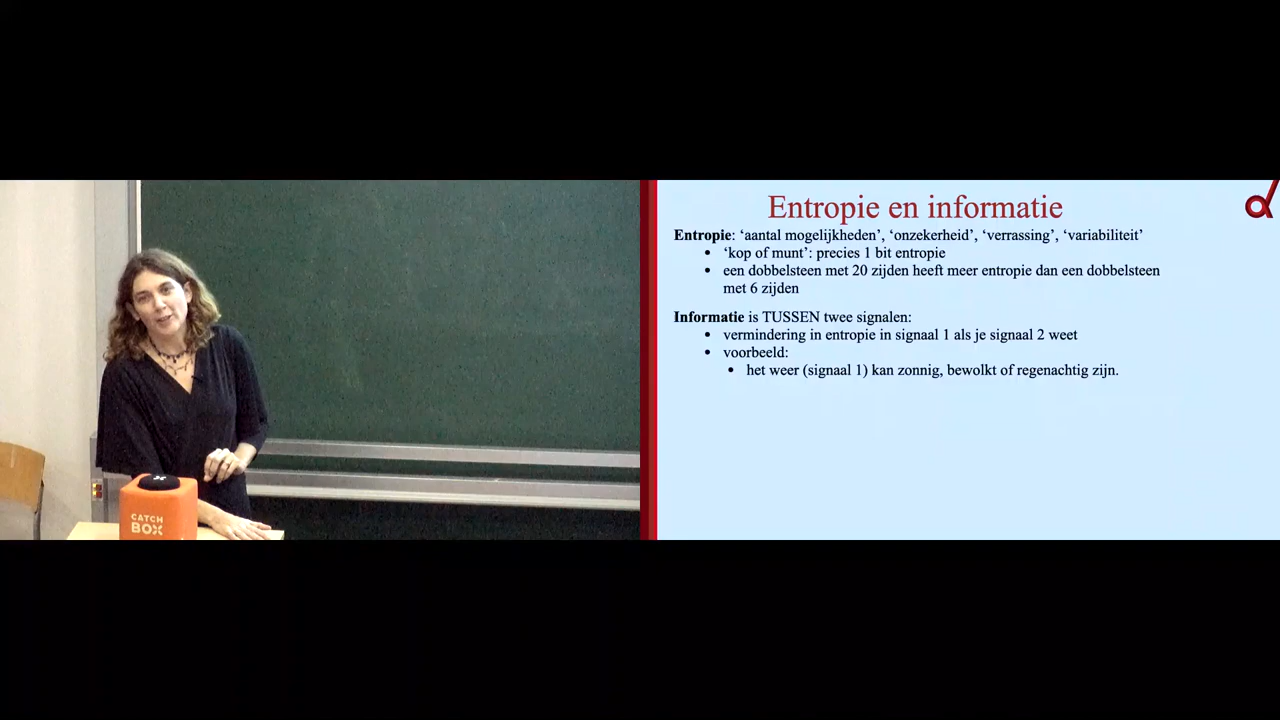 CATCH
BOX
Entropie en informatie
Entropie: ‘aantal mogelijkheden’, ‘onzekerheid’, ‘verrassing’, ‘variabiliteit’
• ‘kop of munt’: precies 1 bit entropie
• een dobbelsteen met 20 zijden heeft meer entropie dan een dobbelsteen
met 6 zijden
Informatie is TUSSEN twee signalen:
• vermindering in entropie in signaal 1 als je signaal 2 weet
• voorbeeld:
• het weer (signaal 1) kan zonnig, bewolkt of regenachtig zijn.